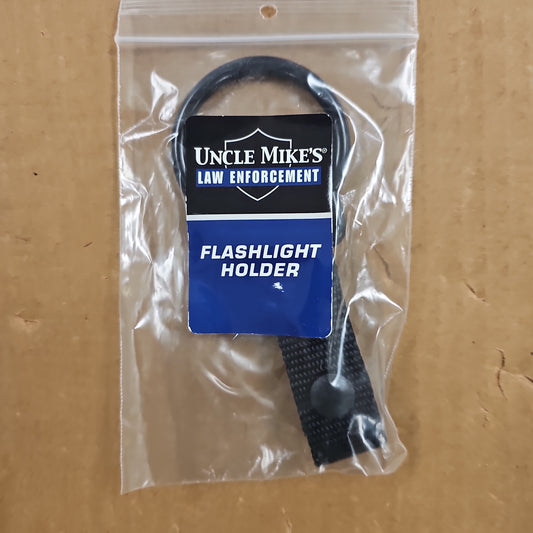 UNCLE MIKE'S®
LAW ENFORCEMENT
FLASHLIGHT
HOLDER